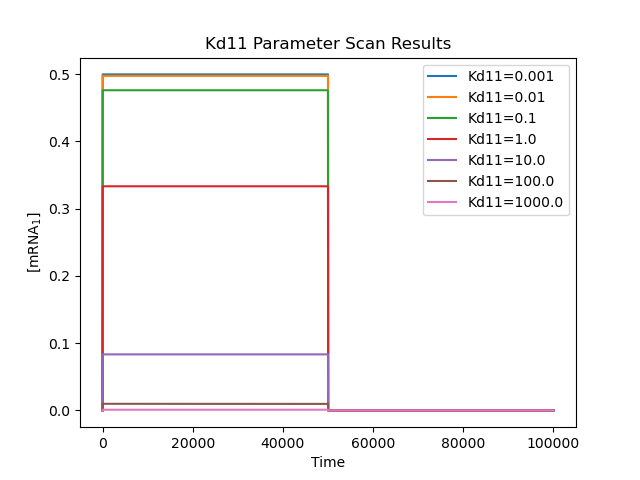 Kd11 Parameter Scan Results
[mRNA₁]
0.5
0.4
0.3
0.2
0.1
0.0
Kd11=0.001
Kd11=0.01
Kd11=0.1
Kd11=1.0
Kd11=10.0
Kd11=100.0
Kd11=1000.0
0
20000
40000
60000
80000
100000
Time